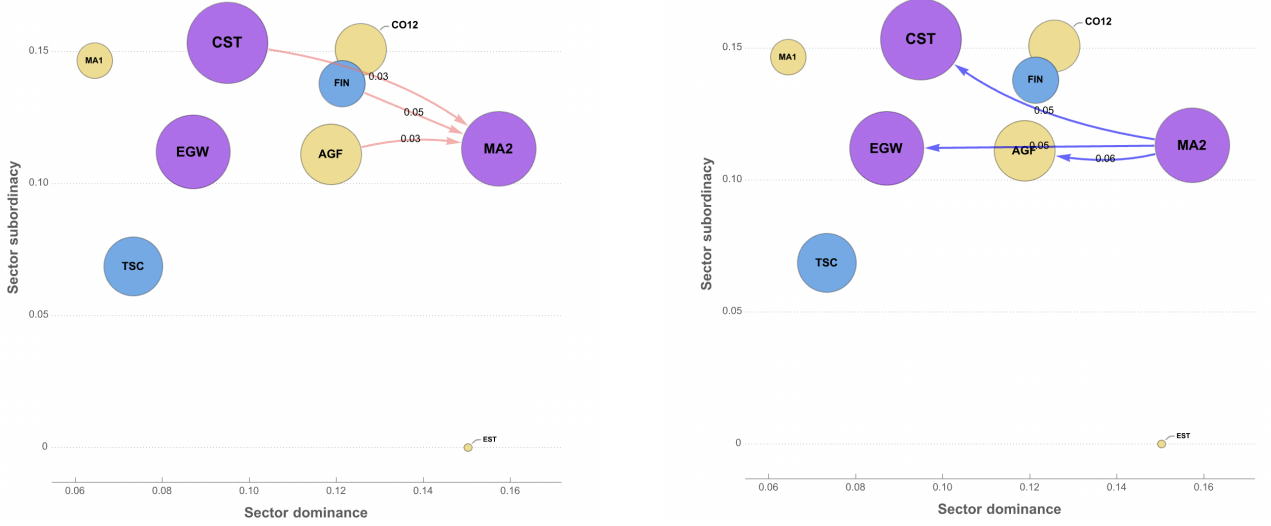 CST
CO12
0.15
MA1
0.03
FIN
0.05
0.03
EGW
AGF
MA2
0.10
TSC
0.05
EST
0
0.06
0.08
0.10
0.12
0.14
0.16
Sector dominance
Sector subordinacy
CO12
CST
0.15
MA1
FIN
0.05
EGW
AGF
0.05
MA2
0.06
0.10
TSC
0.05
EST
0
0.06
0.08
0.10
0.12
0.14
0.16
Sector dominance
Sector subordinacy